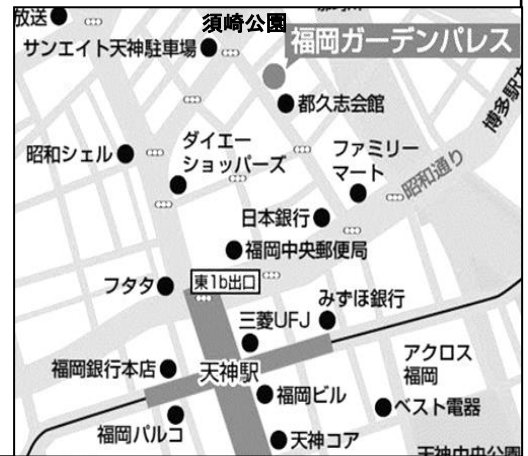 放送
須崎公園
サンエイト天神駐車場
福岡ガーデンパレス
都久志会館
博多駅
昭和シェル
ダイエー
ショッパーズ
ファミリー
マート
昭和通り
日本銀行
福岡中央郵便局
フタタ
東1b出口
みずほ銀行
三菱UFJ
福岡銀行本店
天神駅
アクロス
福岡
福岡ビル
ベスト電器
福岡パルコ
天神コア
天神中央公園